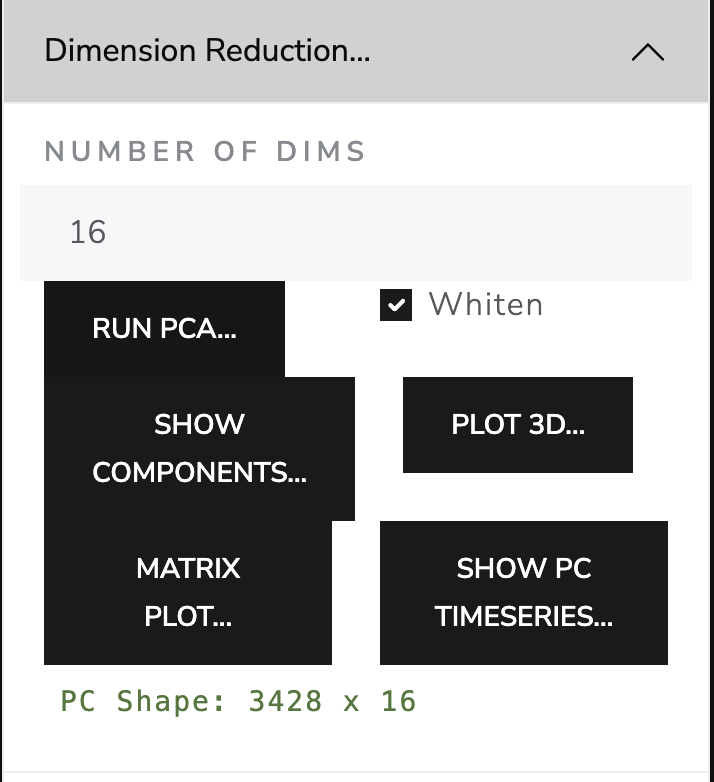 Dimension Reduction...
NUMBER OF DIMS
16
RUN PCA...
Whiten
SHOW
COMPONENTS...
PLOT 3D...
MATRIX
PLOT...
SHOW PC
TIMESERIES...
PC Shape: 3428 x 16